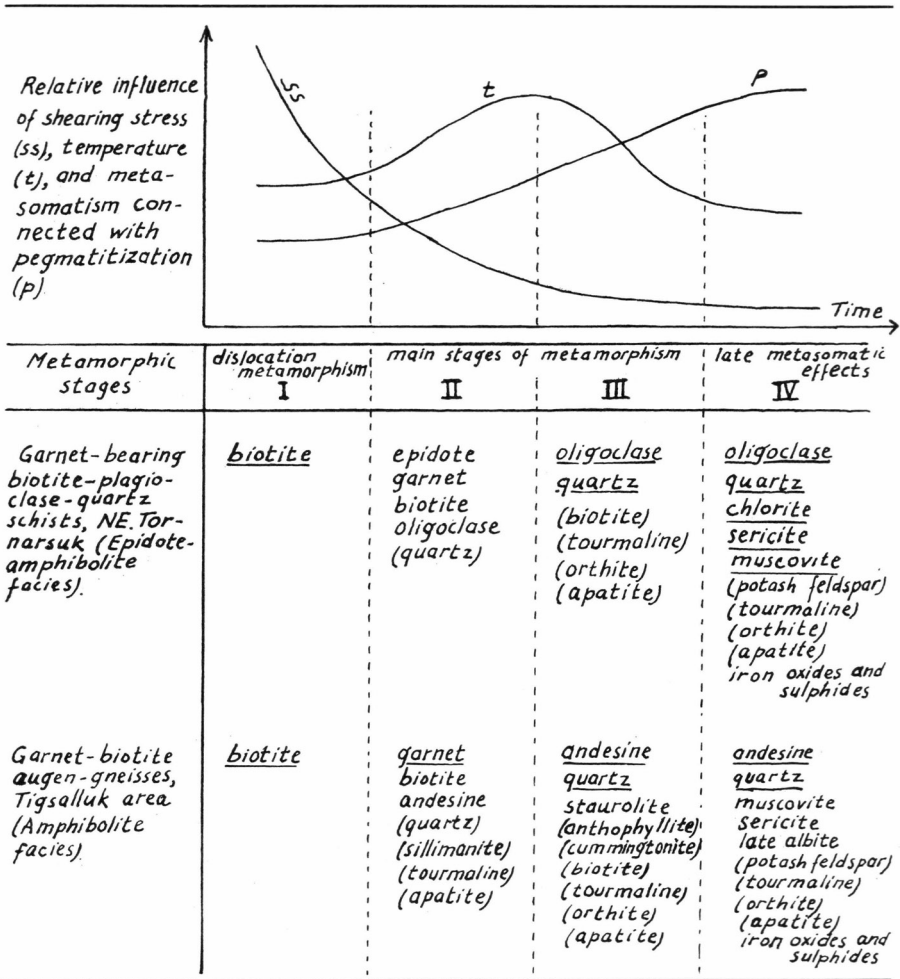 Relative influence
of shearing stress
(ss), temperature
(t), and meta-
somatism con-
nected with
pegmatitization
(p)
ss
t
p
Time
Metamorphic
stages
dislocation
metamorphism
I
main stages of metamorphism
II
III
late metasomatic
effects
IV
Garnet-bearing
biotite-plagio-
clase-quartz
schists, NE. Tor-
narsuk (Epidote-
amphibolite
facies).
biotite
epidote
garnet
biotite
oligoclase
(quartz)
oligoclase
quartz
(biotite)
(tourmaline)
(orthite)
(apatite)
oligoclase
quartz
chlorite
sericite
muscovite
(potash feldspar)
(tourmaline)
(orthite)
(apatite)
iron oxides and
sulphides
Garnet-biotite
augen-gneisses,
Tigsalluk area
(Amphibolite
facies).
biotite
garnet
biotite
andesine
(quartz)
(sillimanite)
(tourmaline)
(apatite)
andesine
quartz
staurolite
(anthophyllite)
(cummingtonite)
(biotite)
(tourmaline)
(orthite)
(apatite)
andesine
quartz
muscovite
sericite
late albite
(potash feldspar)
(tourmaline)
(orthite)
(apatite)
iron oxides and
sulphides